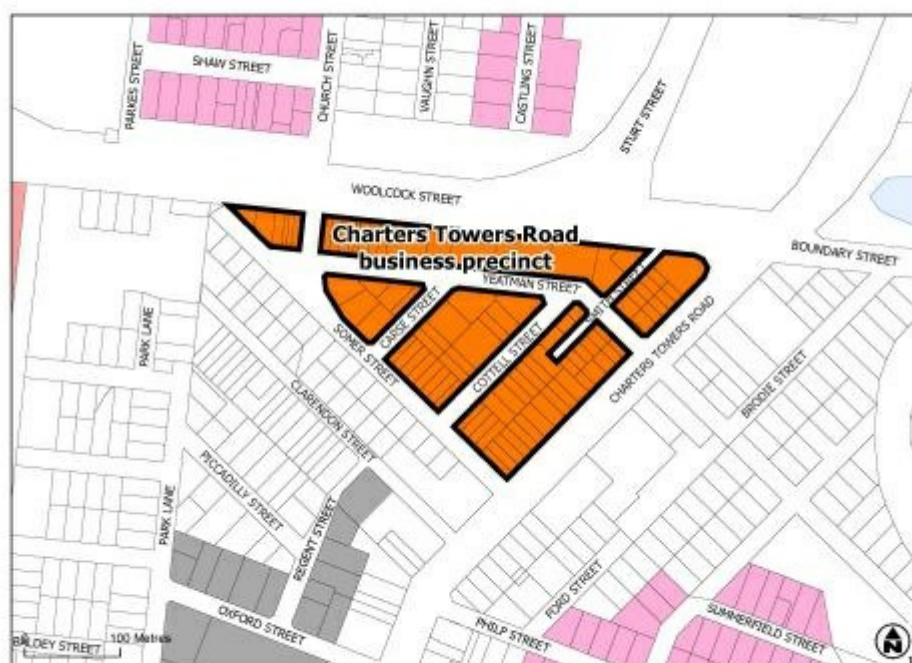 SHAW STREET
PARKES STREET
CHURCH STREET
VAUGHN STREET
CASTLING STREET
STURT STREET
WOOLCOCK STREET
Charters Towers Road
business precinct
BOUNDARY STREET
YEATMAN STREET
CARSE STREET
COTTELL STREET
SOMER STREET
CHARTERS TOWERS ROAD
BRODIE STREET
PARK LANE
CLARENDON STREET
PICCADILLY STREET
PARK LANE
REGENT STREET
OXFORD STREET
FORD STREET
PHILP STREET
SUMMERFIELD STREET
STREET
100 Metres
N